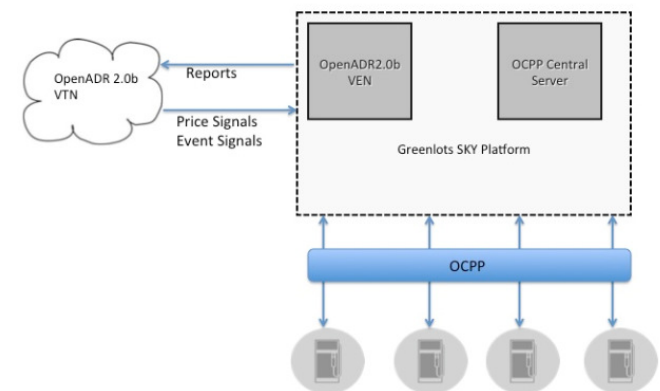 OpenADR 2.0b
VTN
Reports
Price Signals
Event Signals
OpenADR2.0b
VEN
OCPP Central
Server
Greenlots SKY Platform
OCPP